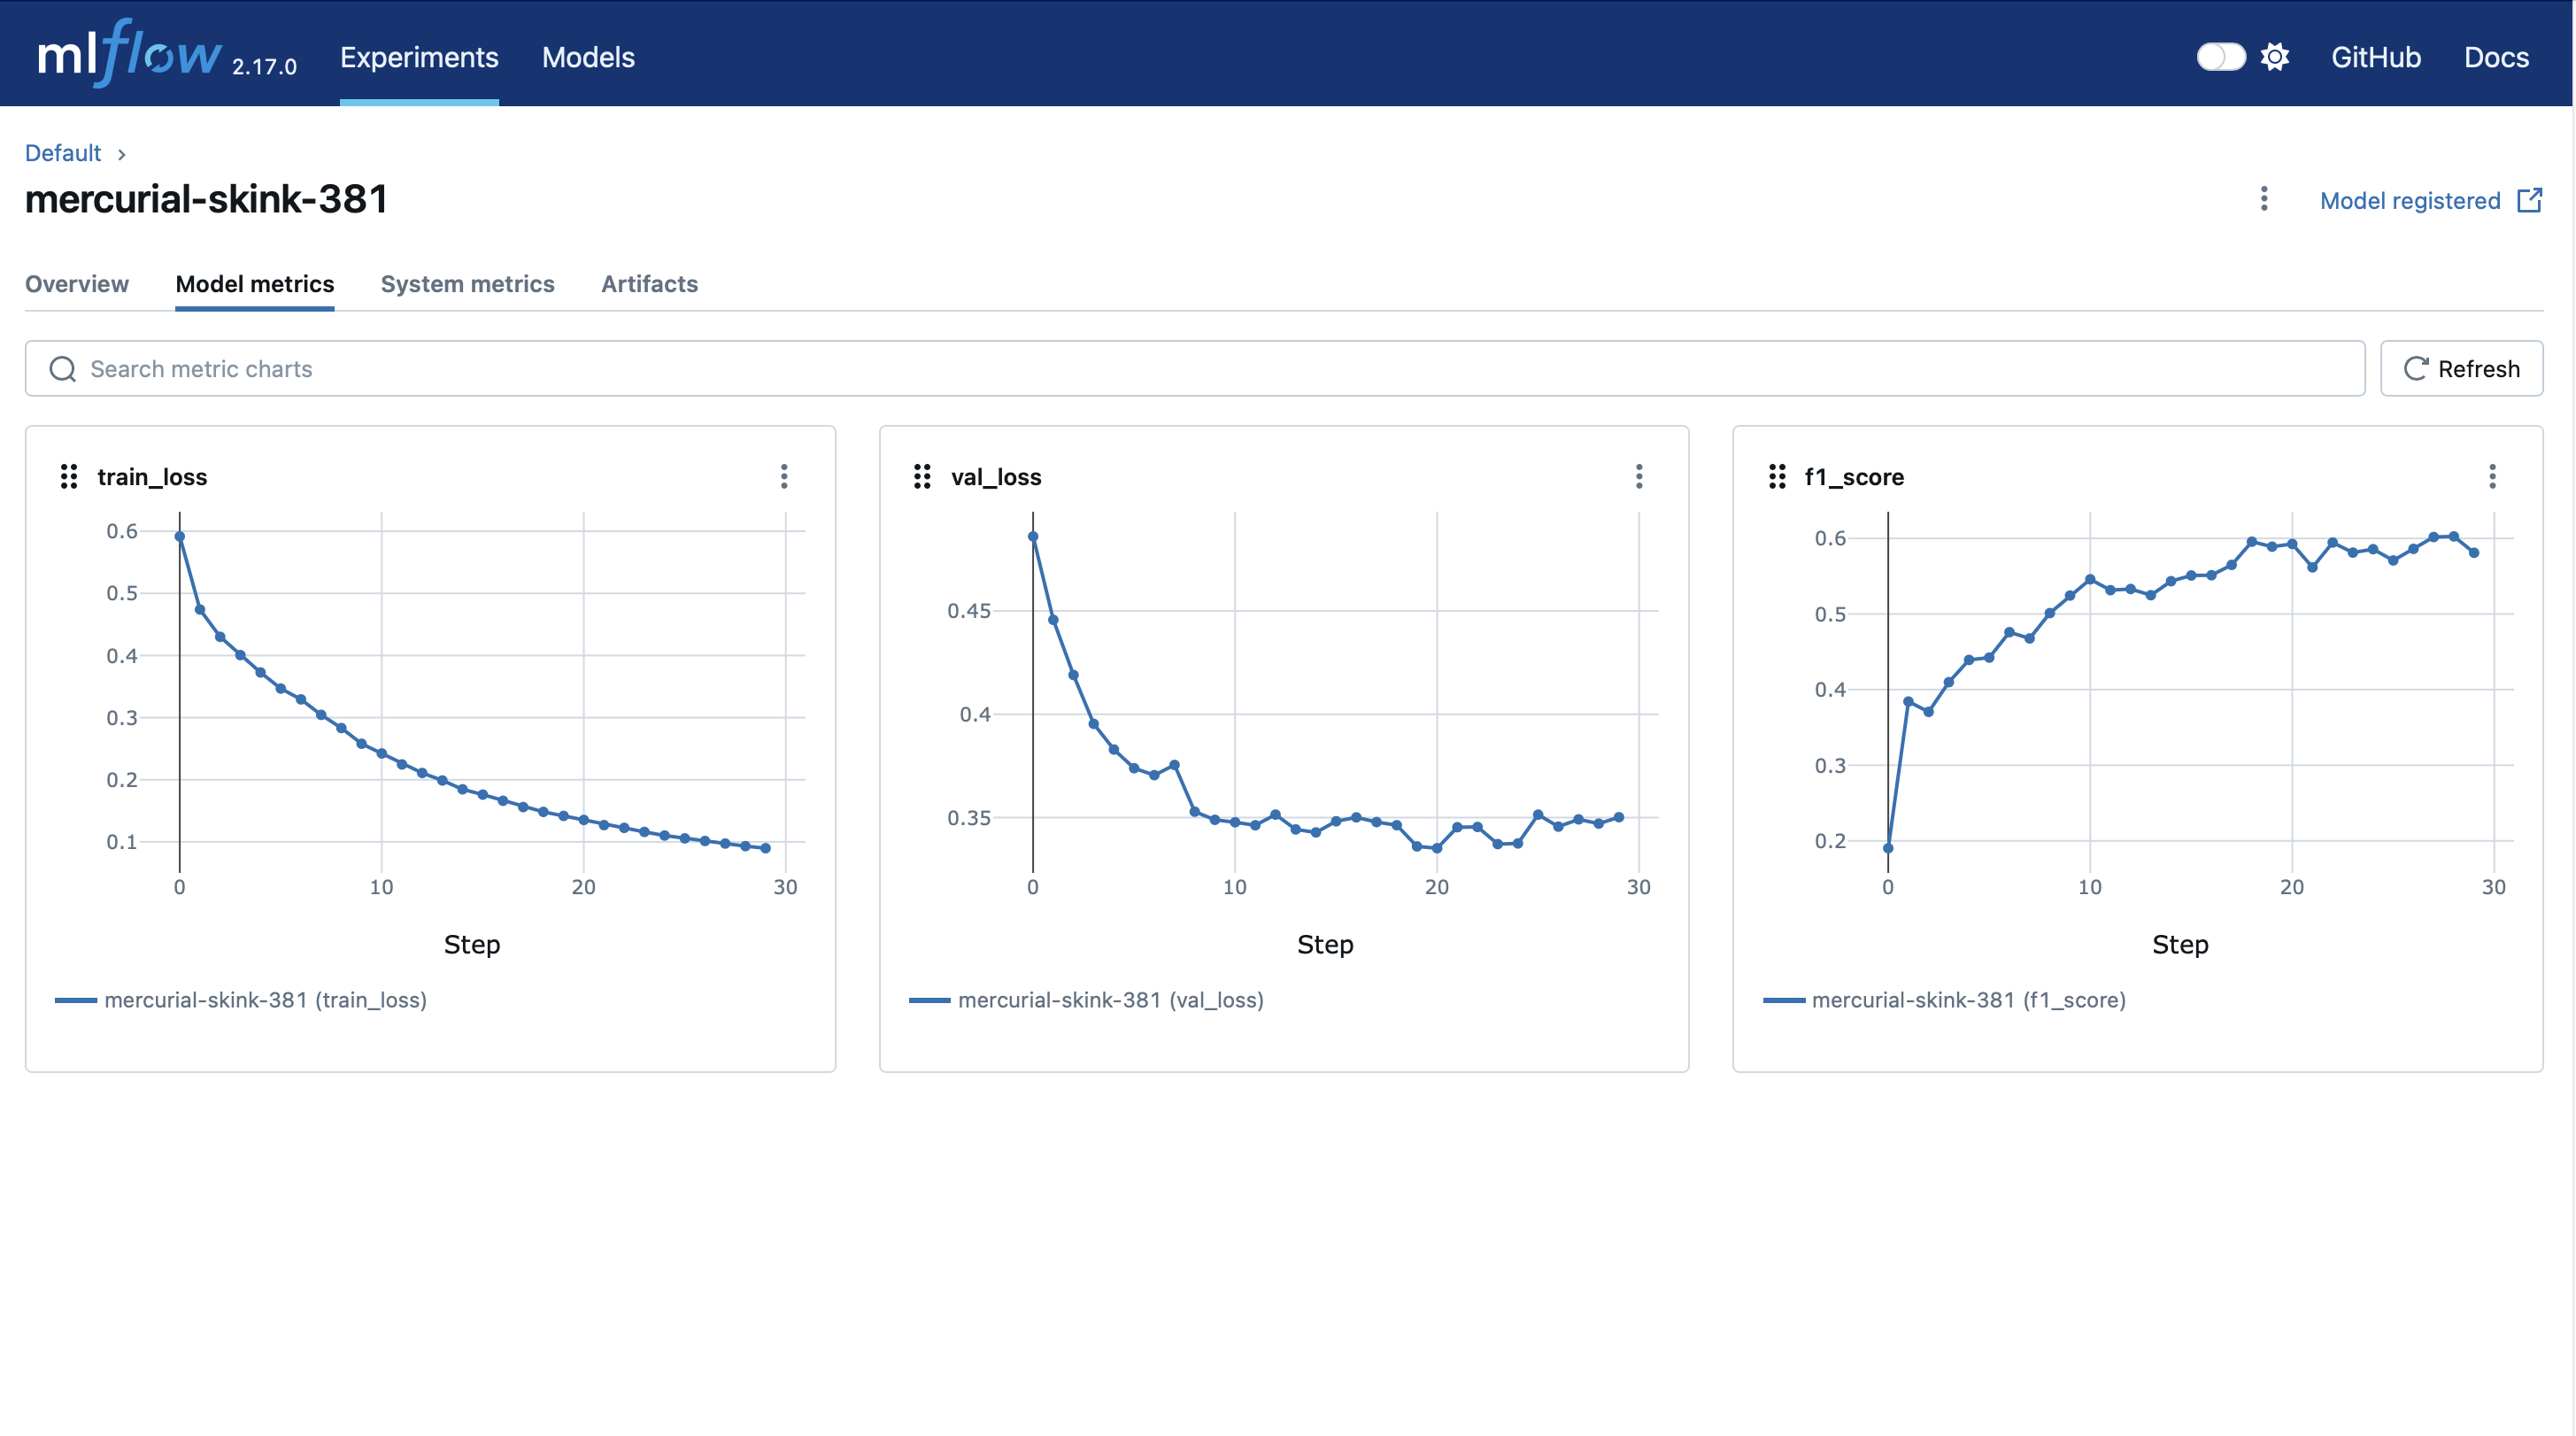 mlflow 2.17.0 Experiments Models GitHub Docs
Default ›
mercurial-skink-381
Model registered
Overview Model metrics System metrics Artifacts
Search metric charts
Refresh
train_loss
0.6
0.5
0.4
0.3
0.2
0.1
0 10 20 30
Step
mercurial-skink-381 (train_loss)
val_loss
0.45
0.4
0.35
0 10 20 30
Step
mercurial-skink-381 (val_loss)
f1_score
0.6
0.5
0.4
0.3
0.2
0 10 20 30
Step
mercurial-skink-381 (f1_score)